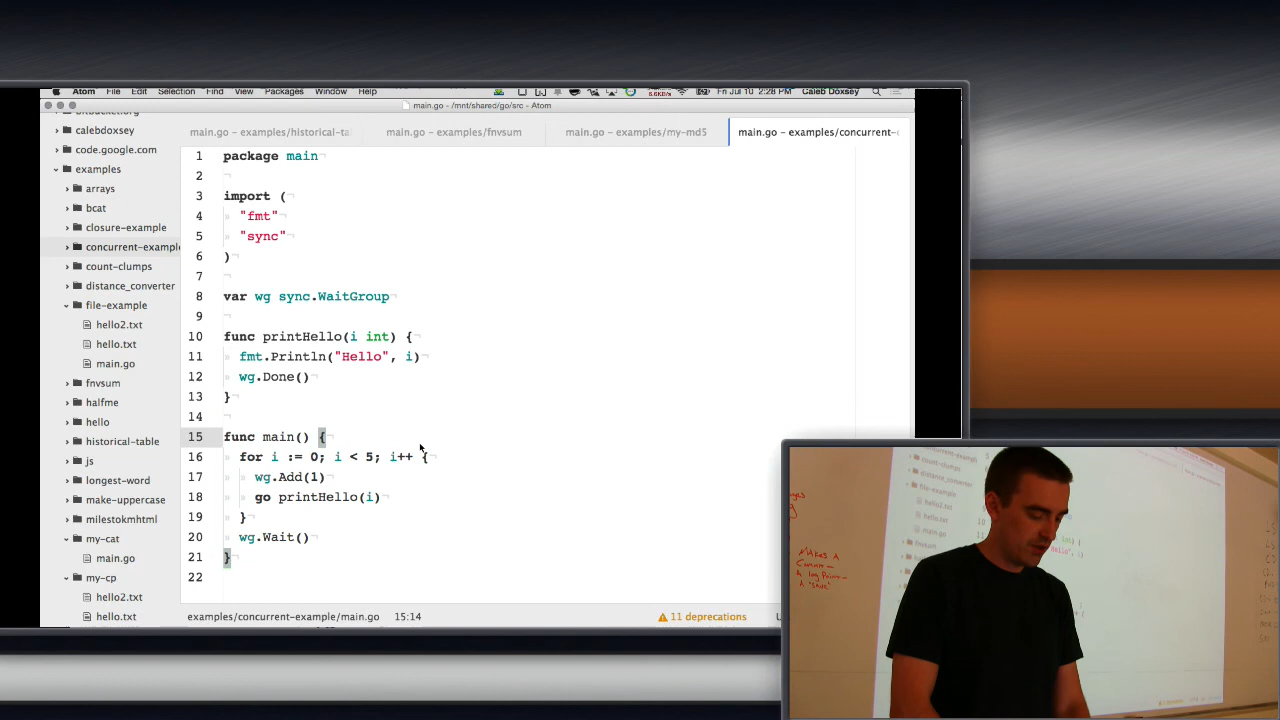 Atom File Edit Selection Find View Packages Window Help Fri Jul 10 2:28 PM Caleb Doxsey
main.go - /mnt/shared/go/src - Atom
calebdoxsey
code.google.com
examples
arrays
bcat
closure-example
concurrent-example
count-clumps
distance_converter
file-example
hello2.txt
hello.txt
main.go
fnvsum
halfme
hello
historical-table
js
longest-word
make-uppercase
milestokmhtml
my-cat
main.go
my-cp
hello2.txt
hello.txt
main.go - examples/historical-ta
main.go - examples/fnvsum
main.go - examples/my-md5
main.go - examples/concurrent-
1 package main
2
3 import (
4 "fmt"
5 "sync"
6 )
7
8 var wg sync.WaitGroup
9
10 func printHello(i int) {
11 fmt.Println("Hello", i)
12 wg.Done()
13 }
14
15 func main() {
16 for i := 0; i < 5; i++ {
17 wg.Add(1)
18 go printHello(i)
19 }
20 wg.Wait()
21 }
22
examples/concurrent-example/main.go 15:14
11 deprecations
MAKES A